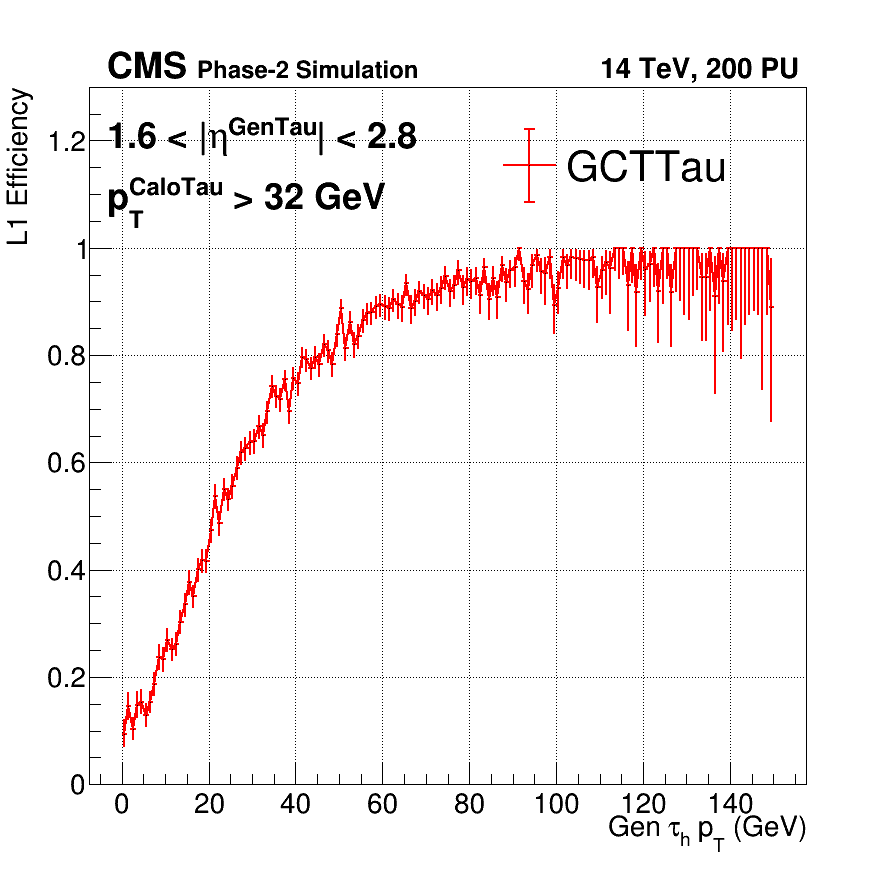 CMS Phase-2 Simulation 14 TeV, 200 PU
L1 Efficiency
1.6 < |η^GenTau| < 2.8
p_T^CaloTau > 32 GeV
GCTTau
1.2
1
0.8
0.6
0.4
0.2
0
0 20 40 60 80 100 120 140
Gen τ_h p_T (GeV)